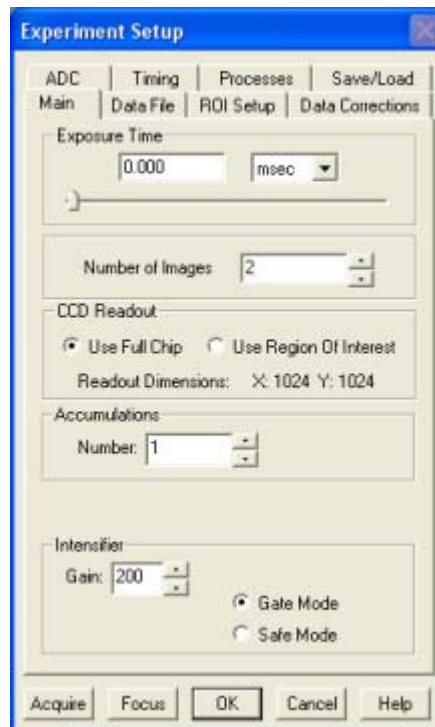 Experiment Setup
ADC Timing Processes Save/Load
Main Data File ROI Setup Data Corrections
Exposure Time
0.000 msec
Number of Images 2
CCD Readout
Use Full Chip Use Region Of Interest
Readout Dimensions: X: 1024 Y: 1024
Accumulations
Number: 1
Intensifier
Gain: 200
Gate Mode
Safe Mode
Acquire Focus OK Cancel Help